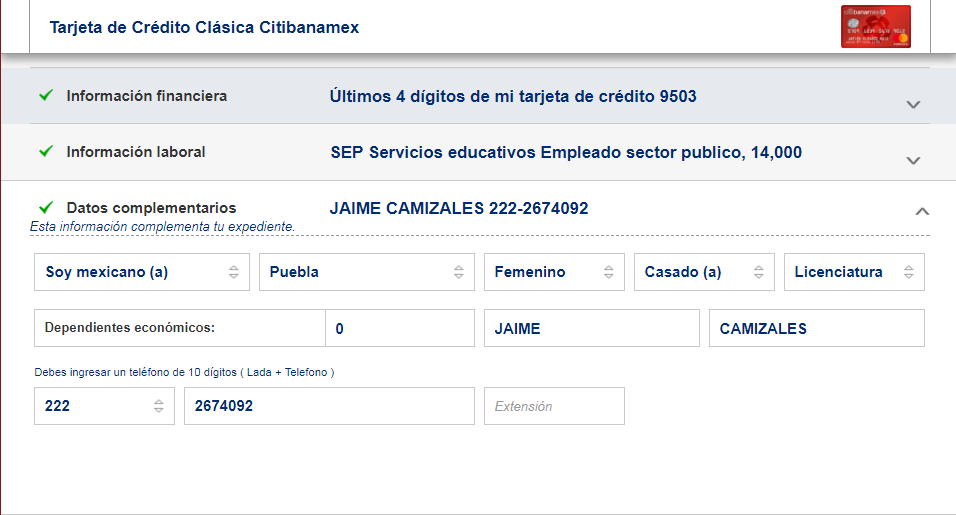 Tarjeta de Crédito Clásica Citibanamex
citibanamex
Información financiera Últimos 4 dígitos de mi tarjeta de crédito 9503
Información laboral SEP Servicios educativos Empleado sector publico, 14,000
Datos complementarios JAIME CAMIZALES 222-2674092
Esta información complementa tu expediente.
Soy mexicano (a) Puebla Femenino Casado (a) Licenciatura
Dependientes económicos: 0 JAIME CAMIZALES
Debes ingresar un teléfono de 10 dígitos ( Lada + Telefono )
222 2674092 Extensión